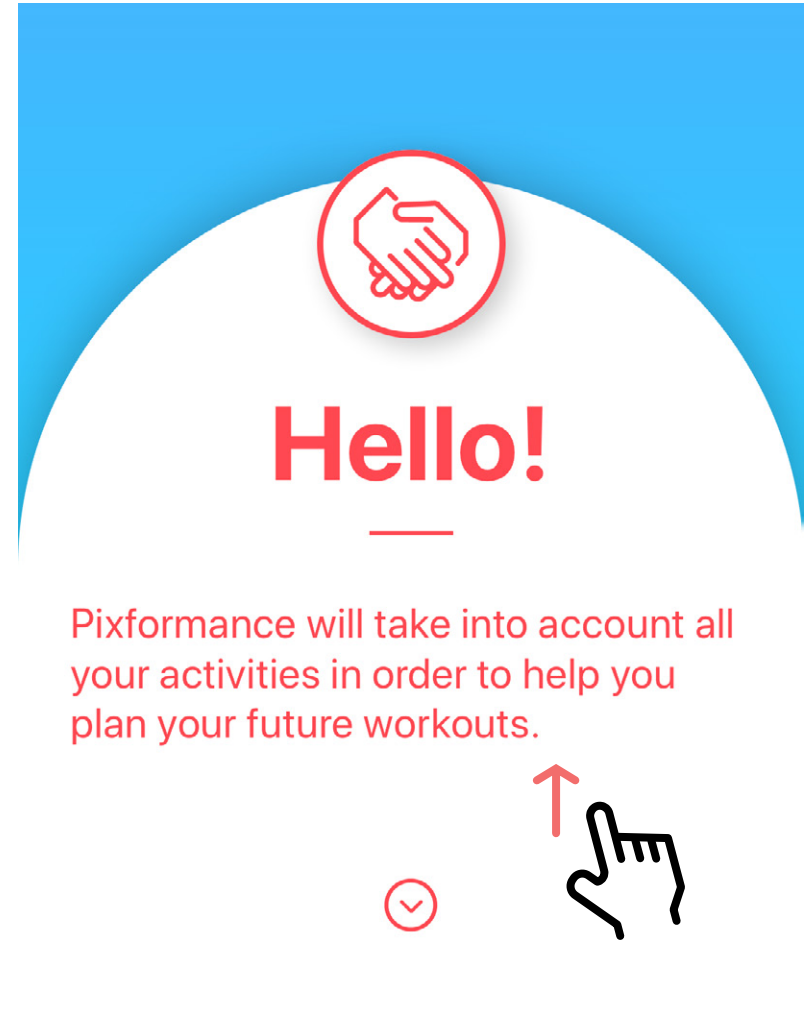 Hello!
Pixformance will take into account all
your activities in order to help you
plan your future workouts.